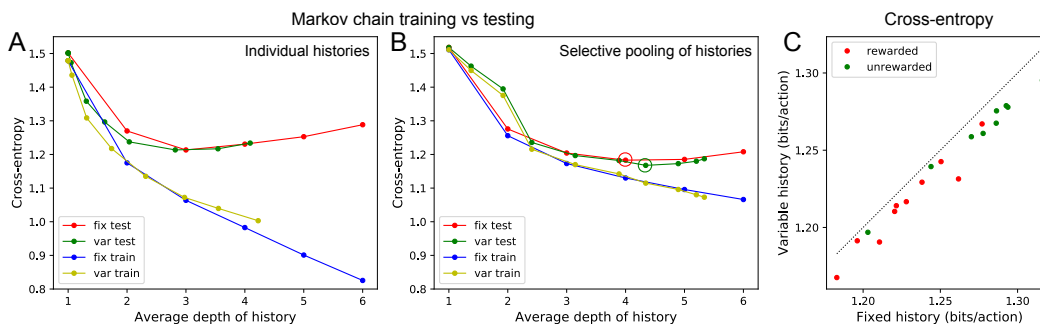 Markov chain training vs testing
Cross-entropy
A
Individual histories
Cross-entropy
1.5
1.4
1.3
1.2
1.1
1.0
0.9
0.8
fix test
var test
fix train
var train
1 2 3 4 5 6
Average depth of history
B
Selective pooling of histories
Cross-entropy
1.5
1.4
1.3
1.2
1.1
1.0
0.9
0.8
fix test
var test
fix train
var train
1 2 3 4 5 6
Average depth of history
C
rewarded
unrewarded
Variable history (bits/action)
1.30
1.25
1.20
1.20 1.25 1.30
Fixed history (bits/action)